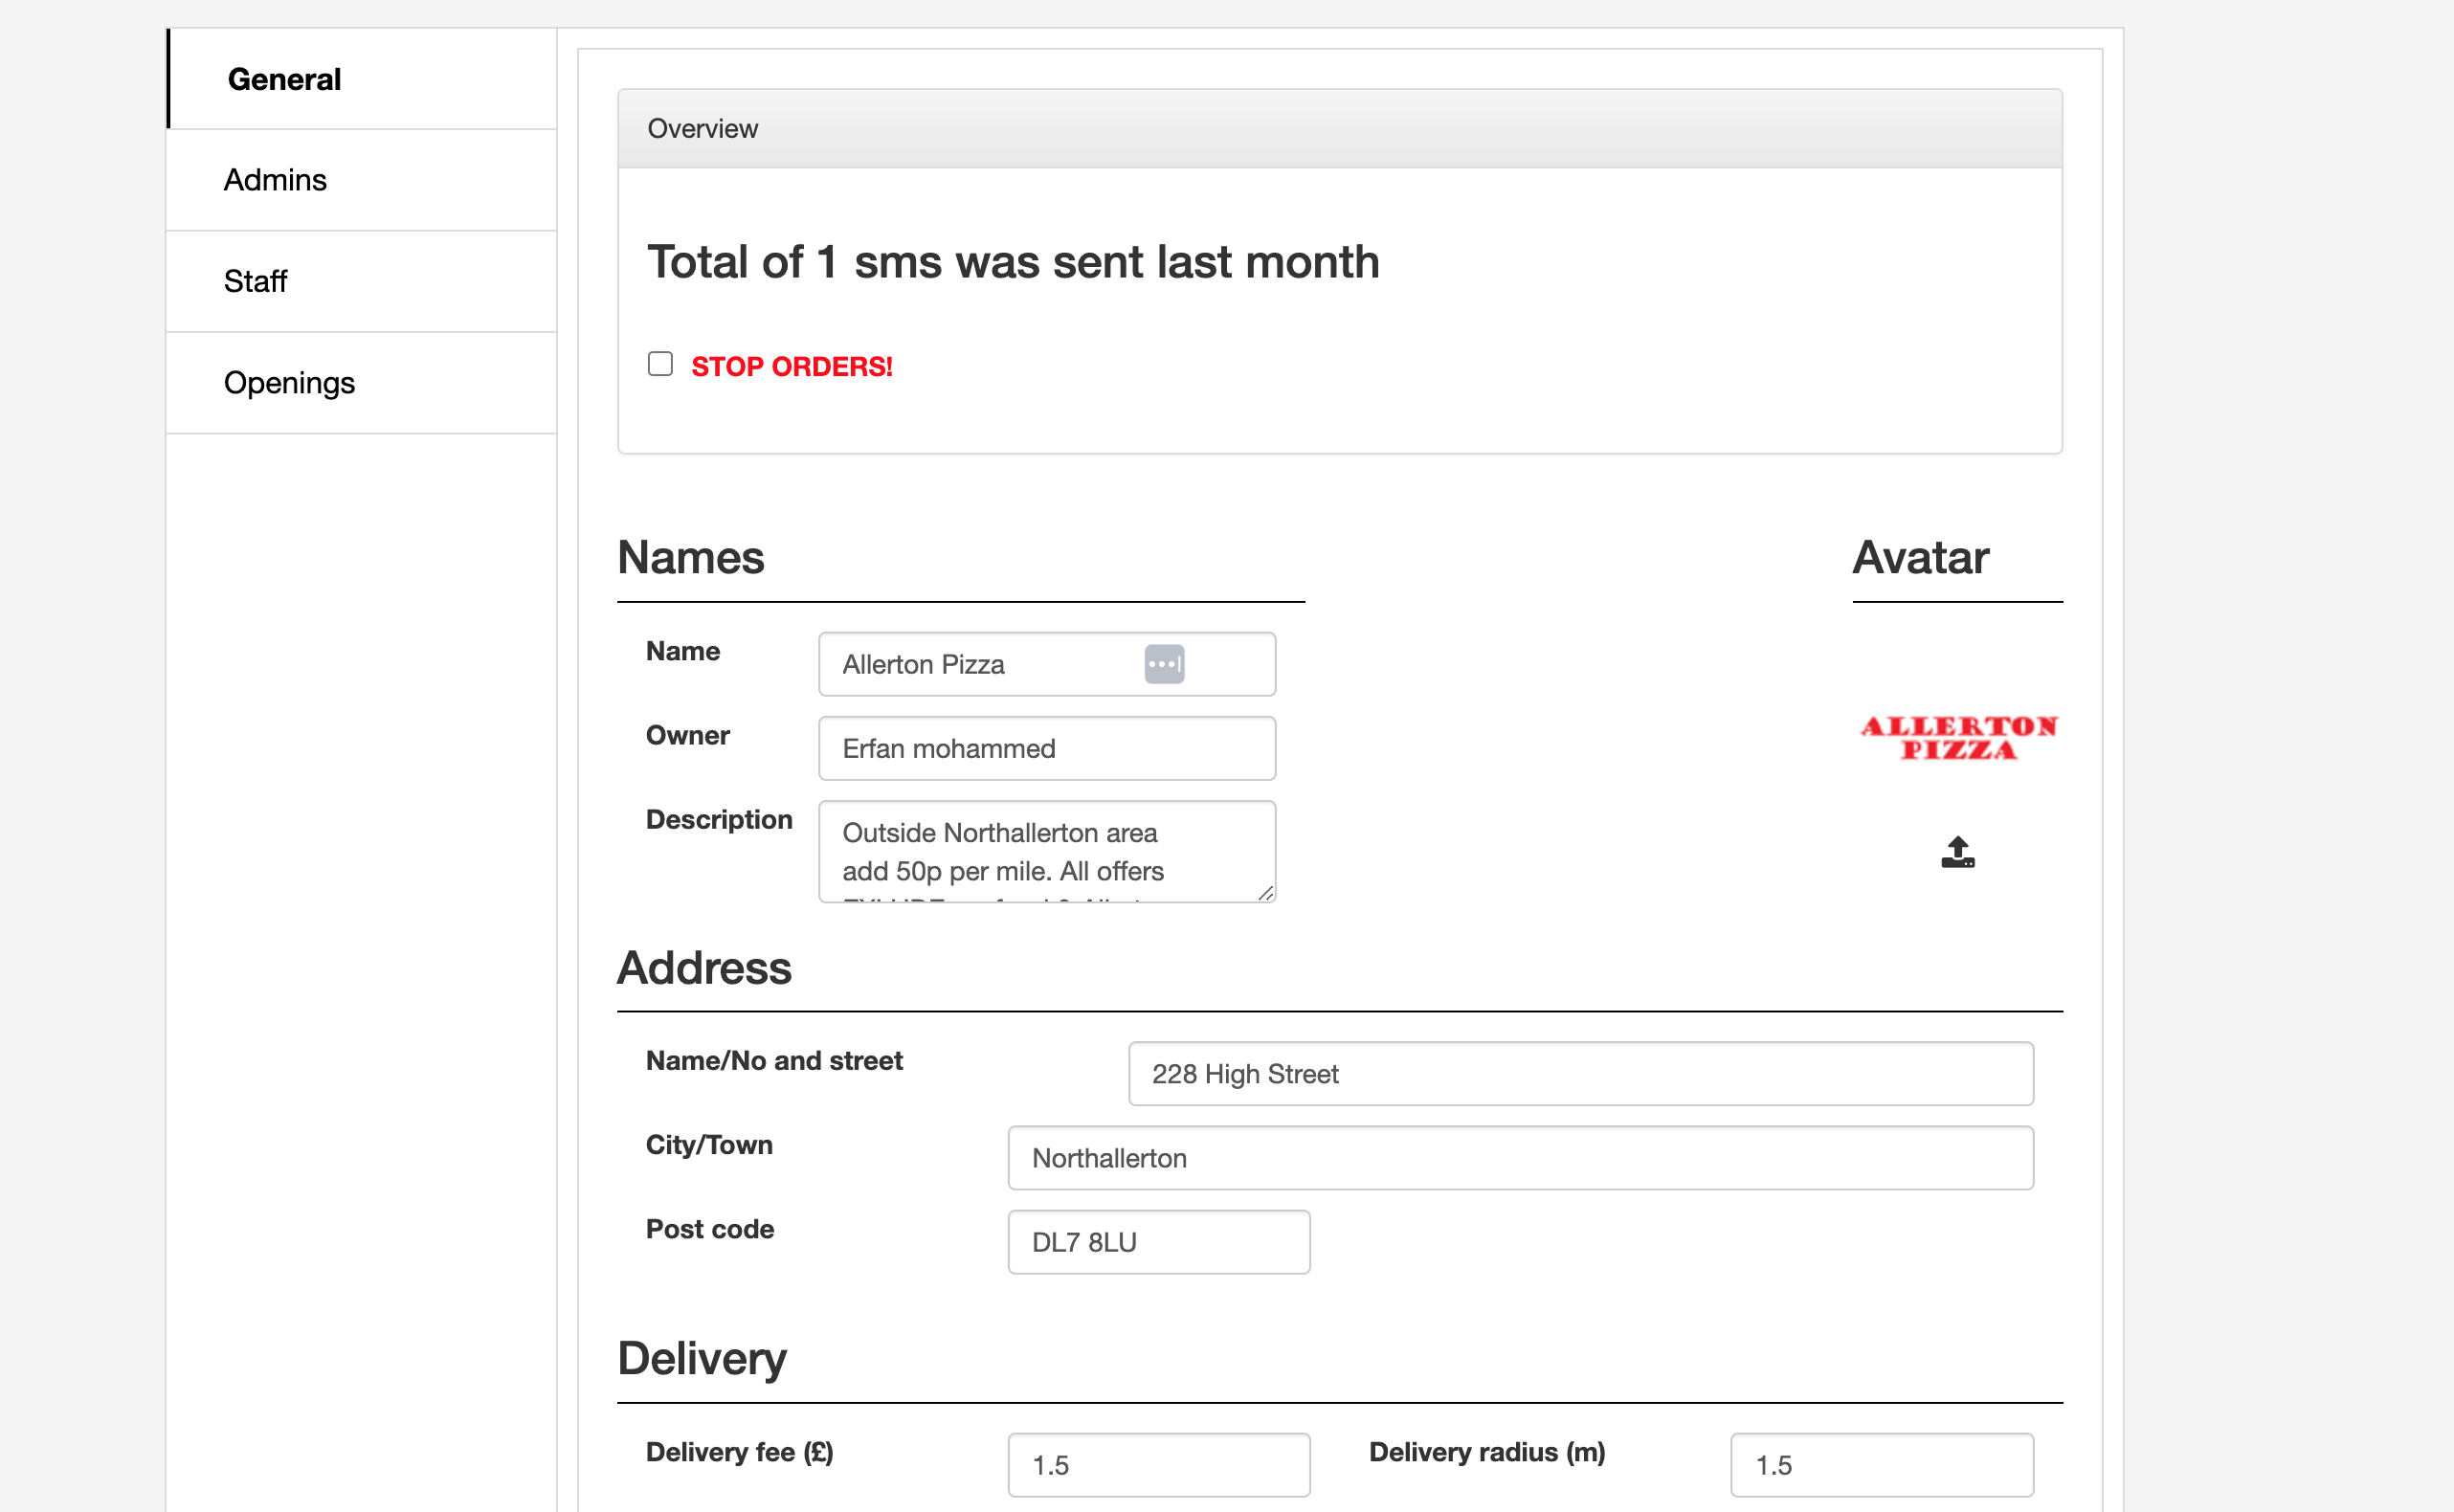 General
Admins
Staff
Openings
Overview
Total of 1 sms was sent last month
STOP ORDERS!
Names
Name
Allerton Pizza
Owner
Erfan mohammed
Description
Outside Northallerton area
add 50p per mile. All offers
Avatar
ALLERTON
PIZZA
Address
Name/No and street
228 High Street
City/Town
Northallerton
Post code
DL7 8LU
Delivery
Delivery fee (£)
1.5
Delivery radius (m)
1.5